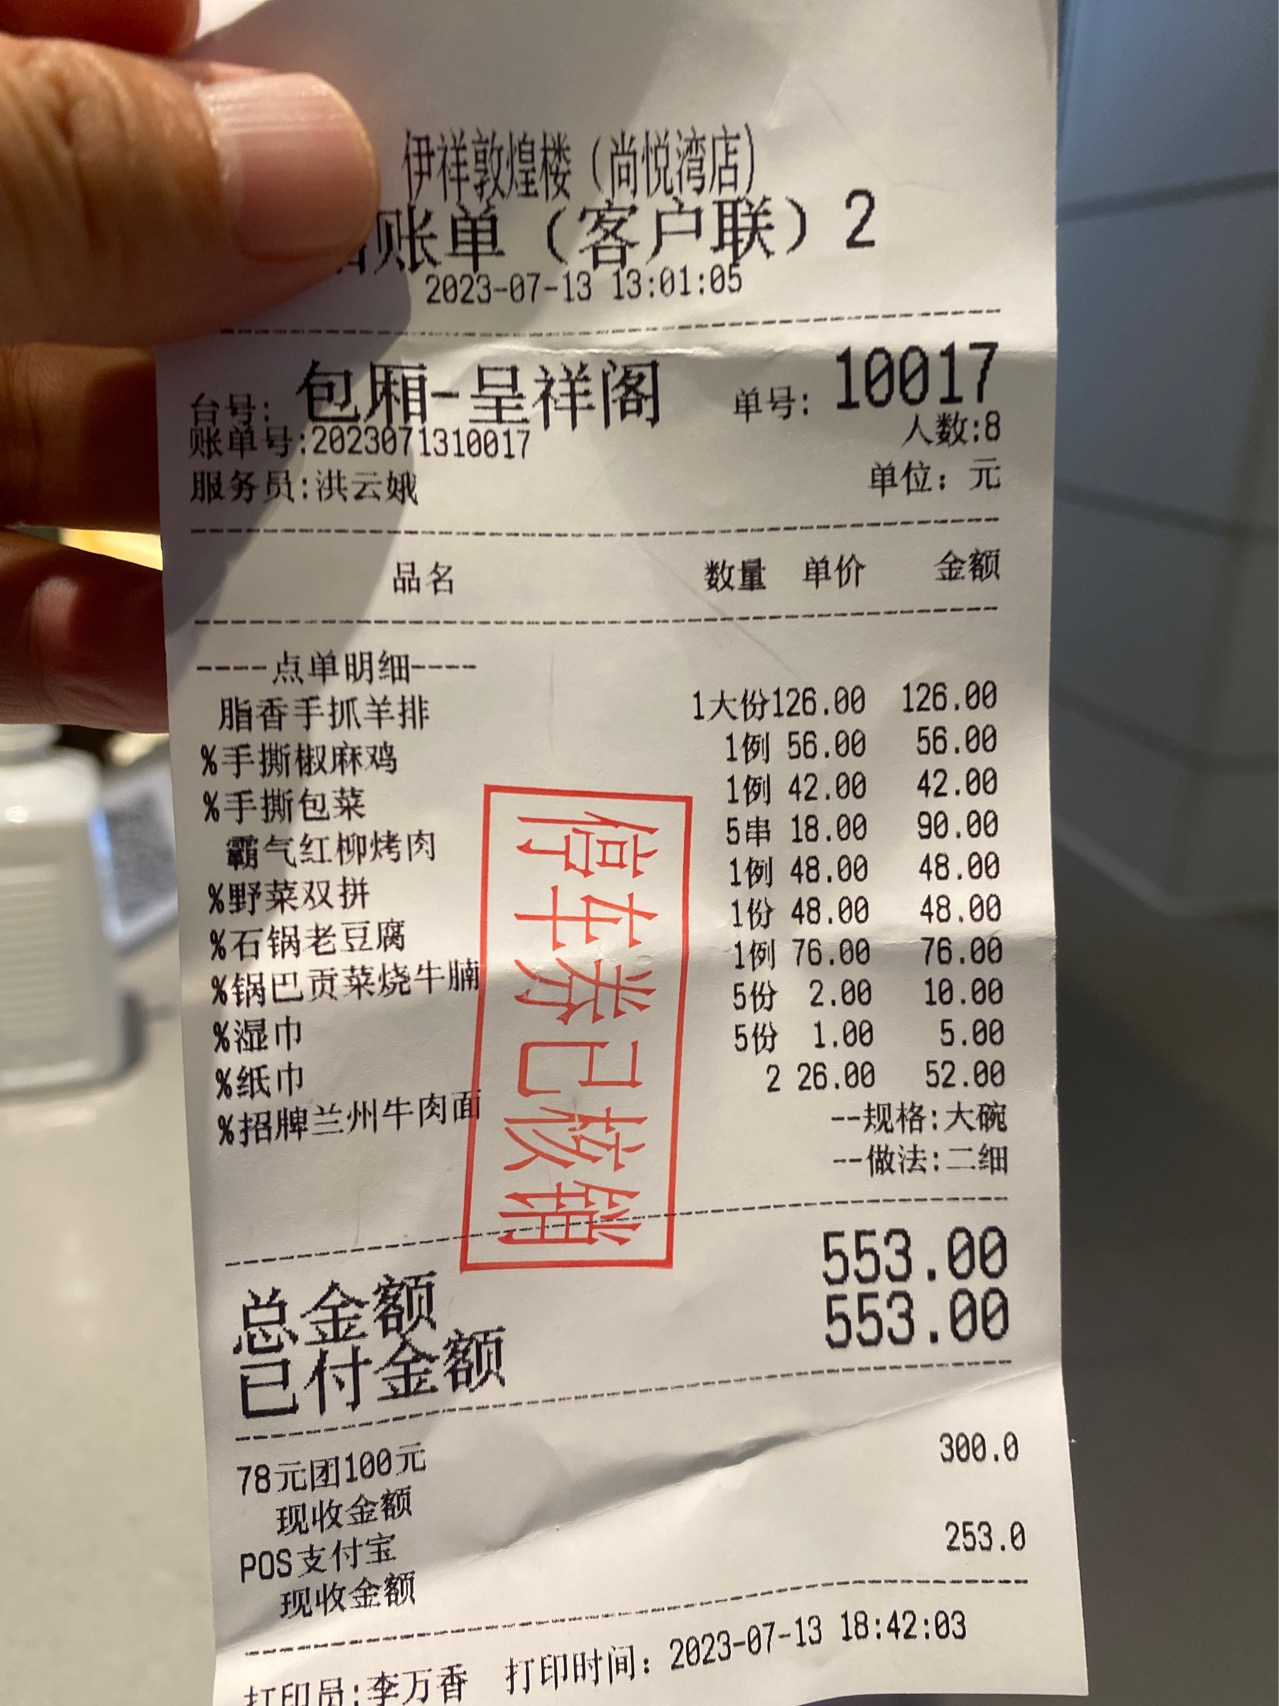 伊祥敦煌楼（尚悦湾店）
账单（客户联）2
2023-07-13 13:01:05
台号: 包厢-呈祥阁 单号: 10017
账单号:2023071310017 人数:8
服务员:洪云娥 单位: 元
品名 数量 单价 金额
----点单明细----
脂香手抓羊排 1大份126.00 126.00
%手撕椒麻鸡 1例 56.00 56.00
%手撕包菜 1例 42.00 42.00
霸气红柳烤肉 5串 18.00 90.00
%野菜双拼 1例 48.00 48.00
%石锅老豆腐 1份 48.00 48.00
%锅巴贡菜烧牛腩 1例 76.00 76.00
%湿巾 5份 2.00 10.00
%纸巾 5份 1.00 5.00
%招牌兰州牛肉面 2 26.00 52.00
--规格:大碗
--做法:二细
停车券已核销
总金额 553.00
已付金额 553.00
78元团100元 300.0
现收金额
POS支付宝 253.0
现收金额
打印员:李万香 打印时间: 2023-07-13 18:42:03